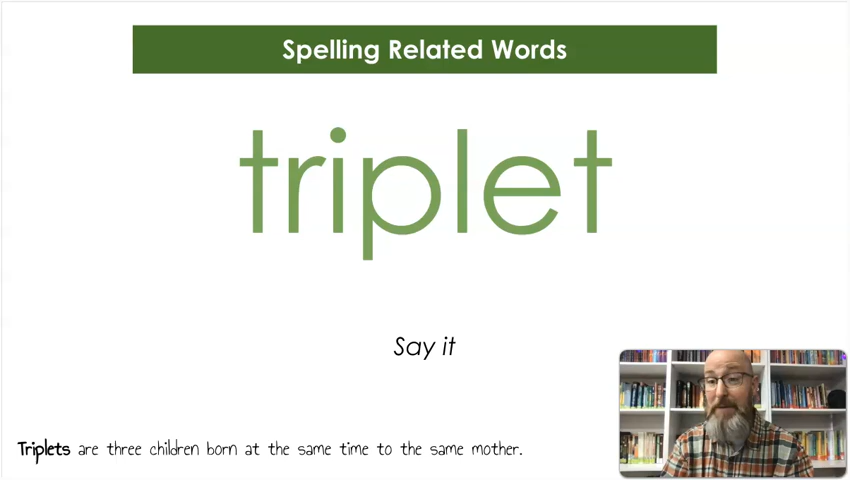 Spelling Related Words
triplet
Say it
Triplets are three children born at the same time to the same mother.